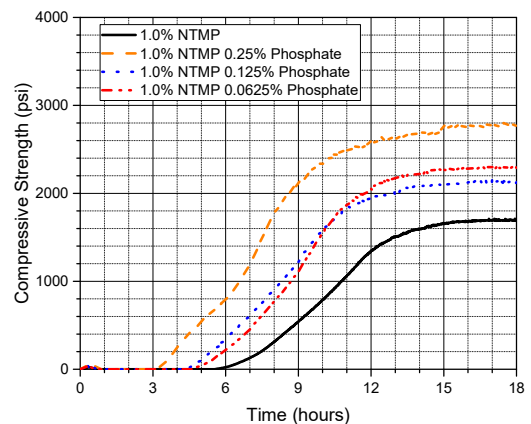 4000
3000
2000
1000
0
Compressive Strength (psi)
1.0% NTMP
1.0% NTMP 0.25% Phosphate
1.0% NTMP 0.125% Phosphate
1.0% NTMP 0.0625% Phosphate
0 3 6 9 12 15 18
Time (hours)